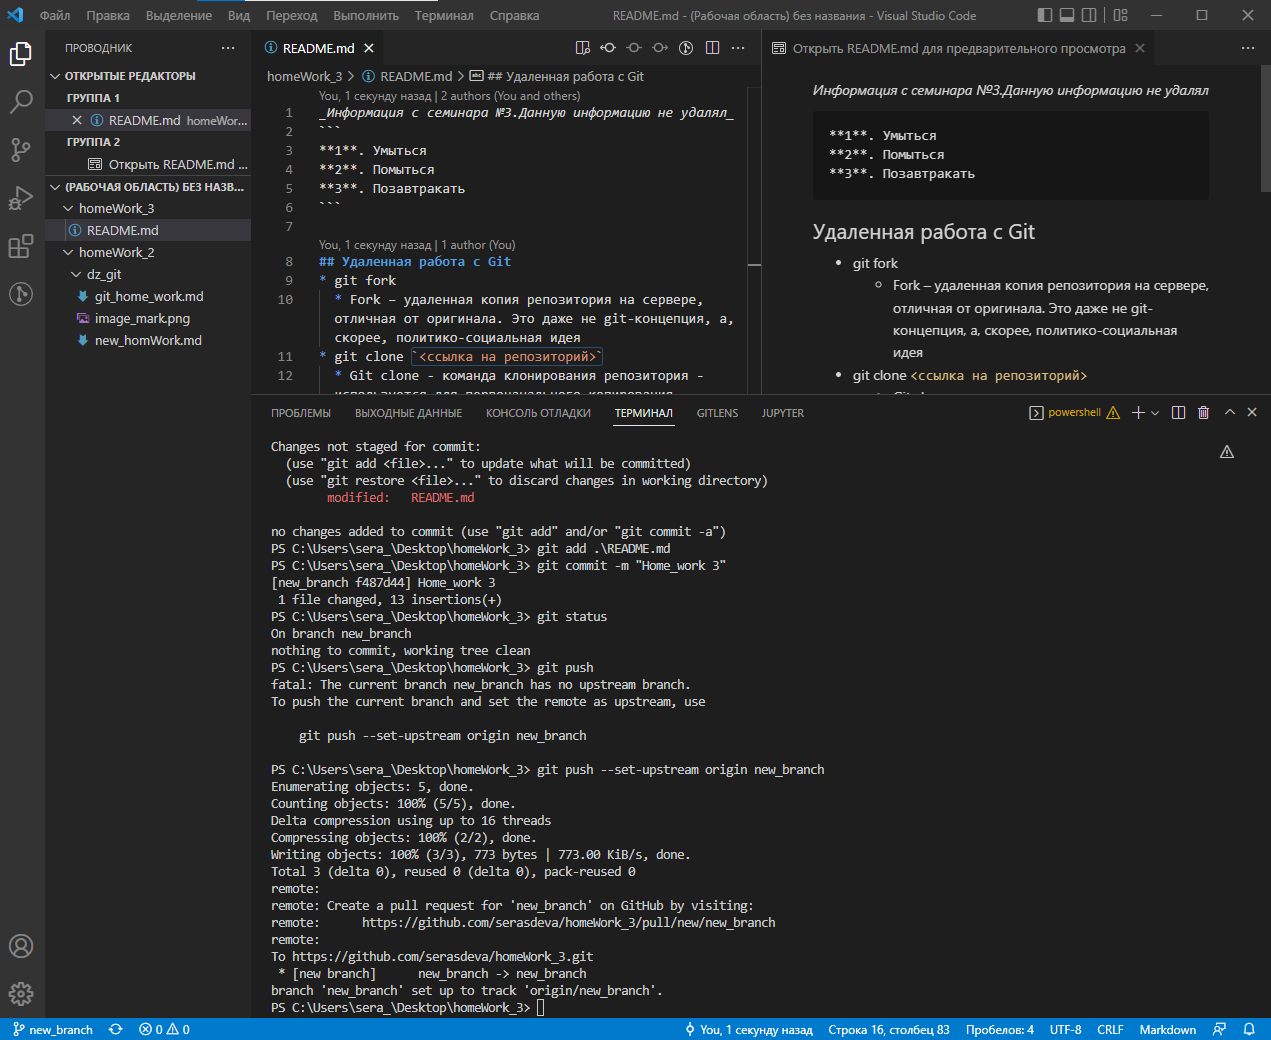 Файл Правка Выделение Вид Переход Выполнить Терминал Справка README.md - (Рабочая область) без названия - Visual Studio Code
ПРОВОДНИК
ОТКРЫТЫЕ РЕДАКТОРЫ
ГРУППА 1
README.md homeWor...
ГРУППА 2
Открыть README.md ...
(РАБОЧАЯ ОБЛАСТЬ) БЕЗ НАЗВ...
homeWork_3
README.md
homeWork_2
dz_git
git_home_work.md
image_mark.png
new_homWork.md
README.md
homeWork_3 > README.md > ## Удаленная работа с Git
You, 1 секунду назад | 2 authors (You and others)
1 _Информация с семинара №3.Данную информацию не удалял_
2 ```
3 **1**. Умыться
4 **2**. Помыться
5 **3**. Позавтракать
6 ```
7
You, 1 секунду назад | 1 author (You)
8 ## Удаленная работа с Git
9 * git fork
10 * Fork – удаленная копия репозитория на сервере,
отличная от оригинала. Это даже не git-концепция, а,
скорее, политико-социальная идея
11 * git clone `<ссылка на репозиторий>`
12 * Git clone - команда клонирования репозитория -
используется для первоначального копирования
Открыть README.md для предварительного просмотра
Информация с семинара №3.Данную информацию не удалял
**1**. Умыться
**2**. Помыться
**3**. Позавтракать
Удаленная работа с Git
• git fork
◦ Fork – удаленная копия репозитория на сервере,
отличная от оригинала. Это даже не git-
концепция, а, скорее, политико-социальная
идея
• git clone <ссылка на репозиторий>
ПРОБЛЕМЫ ВЫХОДНЫЕ ДАННЫЕ КОНСОЛЬ ОТЛАДКИ ТЕРМИНАЛ GITLENS JUPYTER powershell
Changes not staged for commit:
(use "git add <file>..." to update what will be committed)
(use "git restore <file>..." to discard changes in working directory)
modified: README.md
no changes added to commit (use "git add" and/or "git commit -a")
PS C:\Users\sera_\Desktop\homeWork_3> git add .\README.md
PS C:\Users\sera_\Desktop\homeWork_3> git commit -m "Home_work 3"
[new_branch f487d44] Home_work 3
1 file changed, 13 insertions(+)
PS C:\Users\sera_\Desktop\homeWork_3> git status
On branch new_branch
nothing to commit, working tree clean
PS C:\Users\sera_\Desktop\homeWork_3> git push
fatal: The current branch new_branch has no upstream branch.
To push the current branch and set the remote as upstream, use
git push --set-upstream origin new_branch
PS C:\Users\sera_\Desktop\homeWork_3> git push --set-upstream origin new_branch
Enumerating objects: 5, done.
Counting objects: 100% (5/5), done.
Delta compression using up to 16 threads
Compressing objects: 100% (2/2), done.
Writing objects: 100% (3/3), 773 bytes | 773.00 KiB/s, done.
Total 3 (delta 0), reused 0 (delta 0), pack-reused 0
remote:
remote: Create a pull request for 'new_branch' on GitHub by visiting:
remote: https://github.com/serasdeva/homeWork_3/pull/new/new_branch
remote:
To https://github.com/serasdeva/homeWork_3.git
* [new branch] new_branch -> new_branch
branch 'new_branch' set up to track 'origin/new_branch'.
PS C:\Users\sera_\Desktop\homeWork_3>
new_branch 0 0 You, 1 секунду назад Строка 16, столбец 83 Пробелов: 4 UTF-8 CRLF Markdown